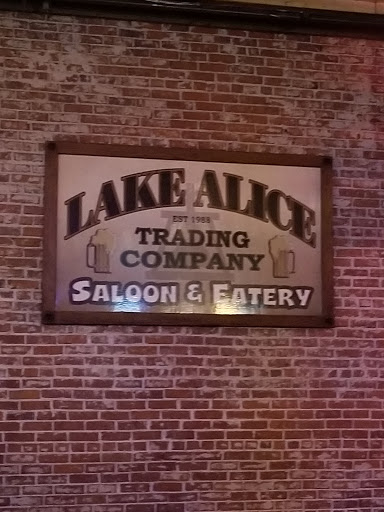 LAKE ALICE
EST 1988
TRADING
COMPANY
SALOON & EATERY